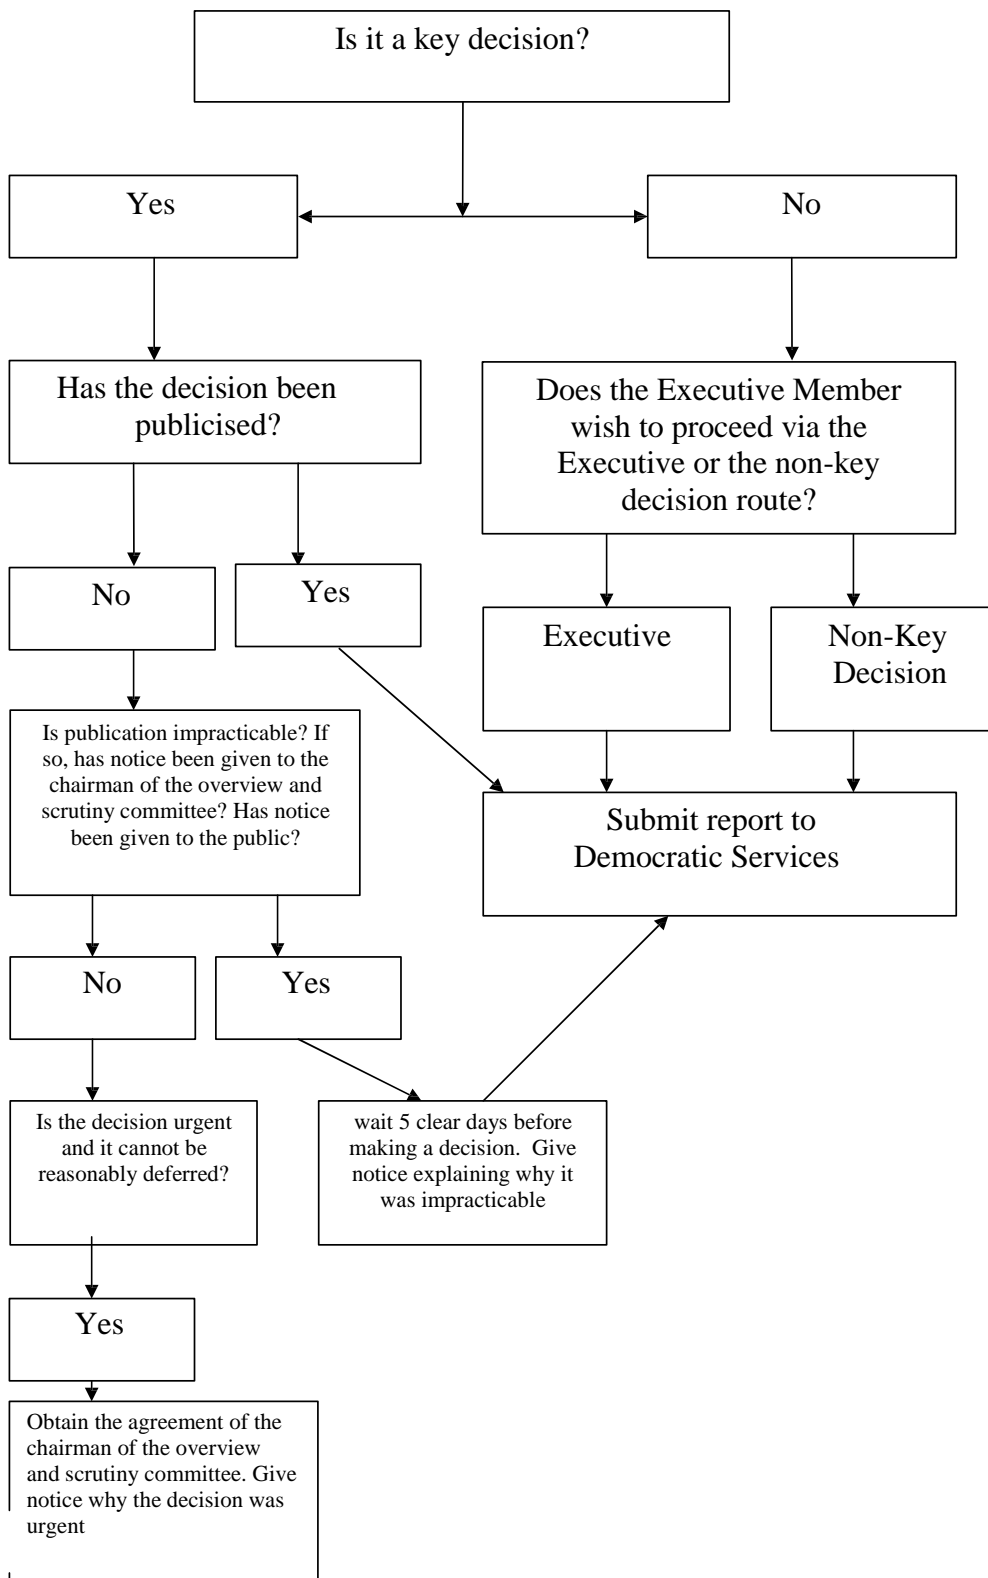 Is it a key decision?
Yes
No
Has the decision been
publicised?
Does the Executive Member
wish to proceed via the
Executive or the non-key
decision route?
No
Yes
Executive
Non-Key
Decision
Is publication impracticable? If
so, has notice been given to the
chairman of the overview and
scrutiny committee? Has notice
been given to the public?
Submit report to
Democratic Services
No
Yes
Is the decision urgent
and it cannot be
reasonably deferred?
wait 5 clear days before
making a decision.  Give
notice explaining why it
was impracticable
Yes
Obtain the agreement of the
chairman of the overview
and scrutiny committee. Give
notice why the decision was
urgent